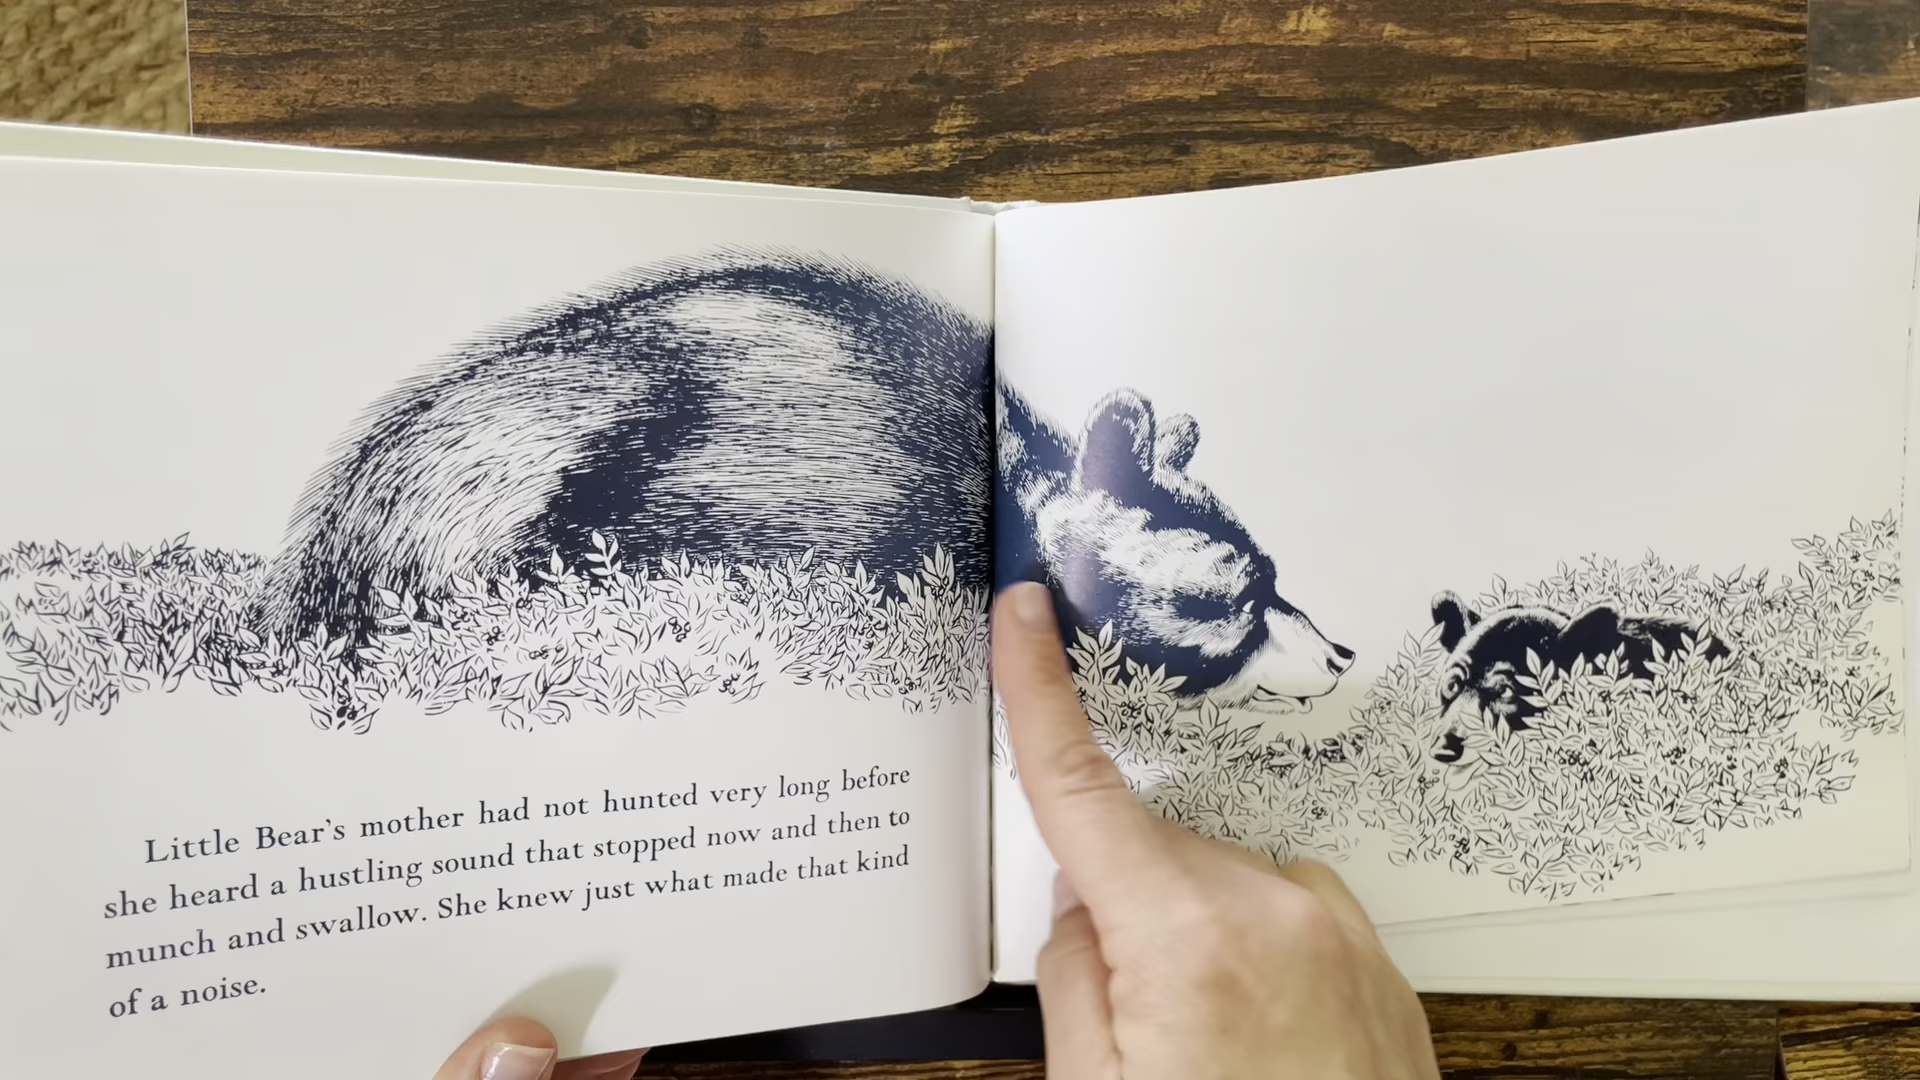 Little Bear's mother had not hunted very long before
she heard a hustling sound that stopped now and then to
munch and swallow. She knew just what made that kind
of a noise.